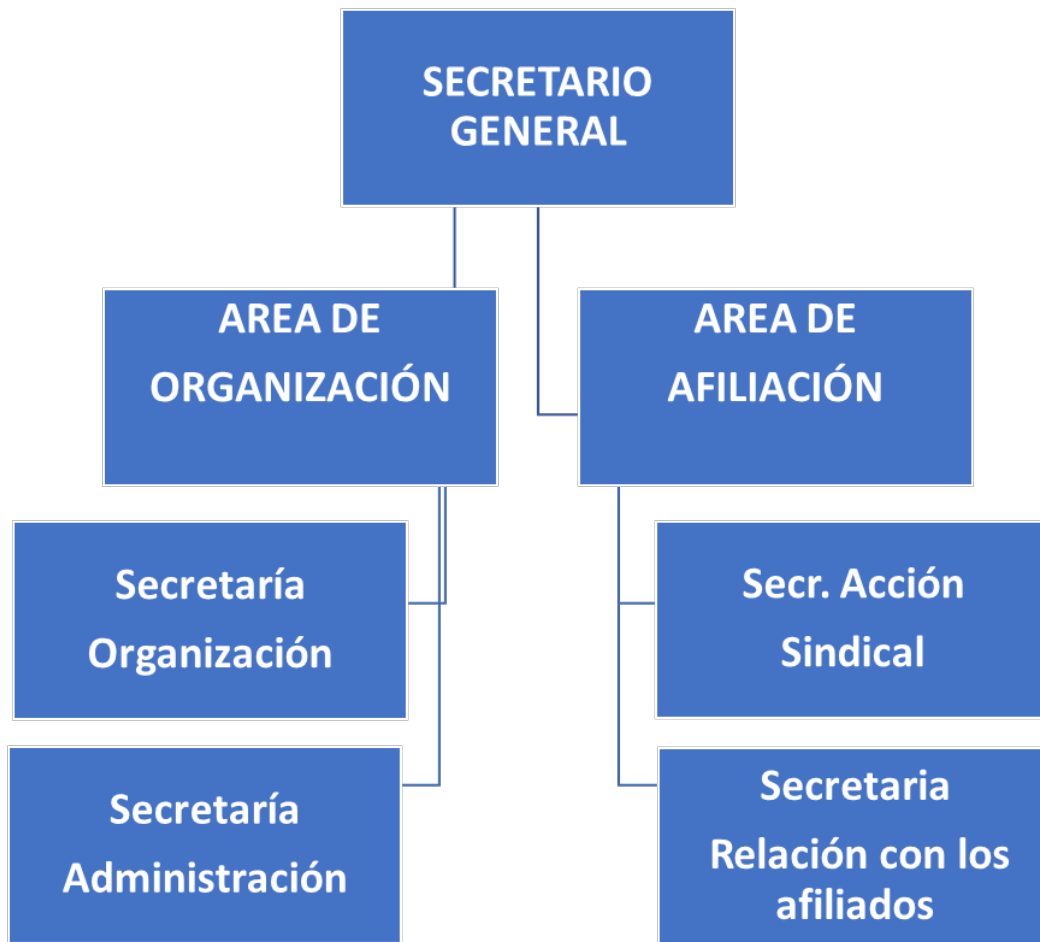 SECRETARIO
GENERAL
AREA DE
ORGANIZACIÓN
AREA DE
AFILIACIÓN
Secretaría
Organización
Secr. Acción
Sindical
Secretaría
Administración
Secretaria
Relación con los
afiliados